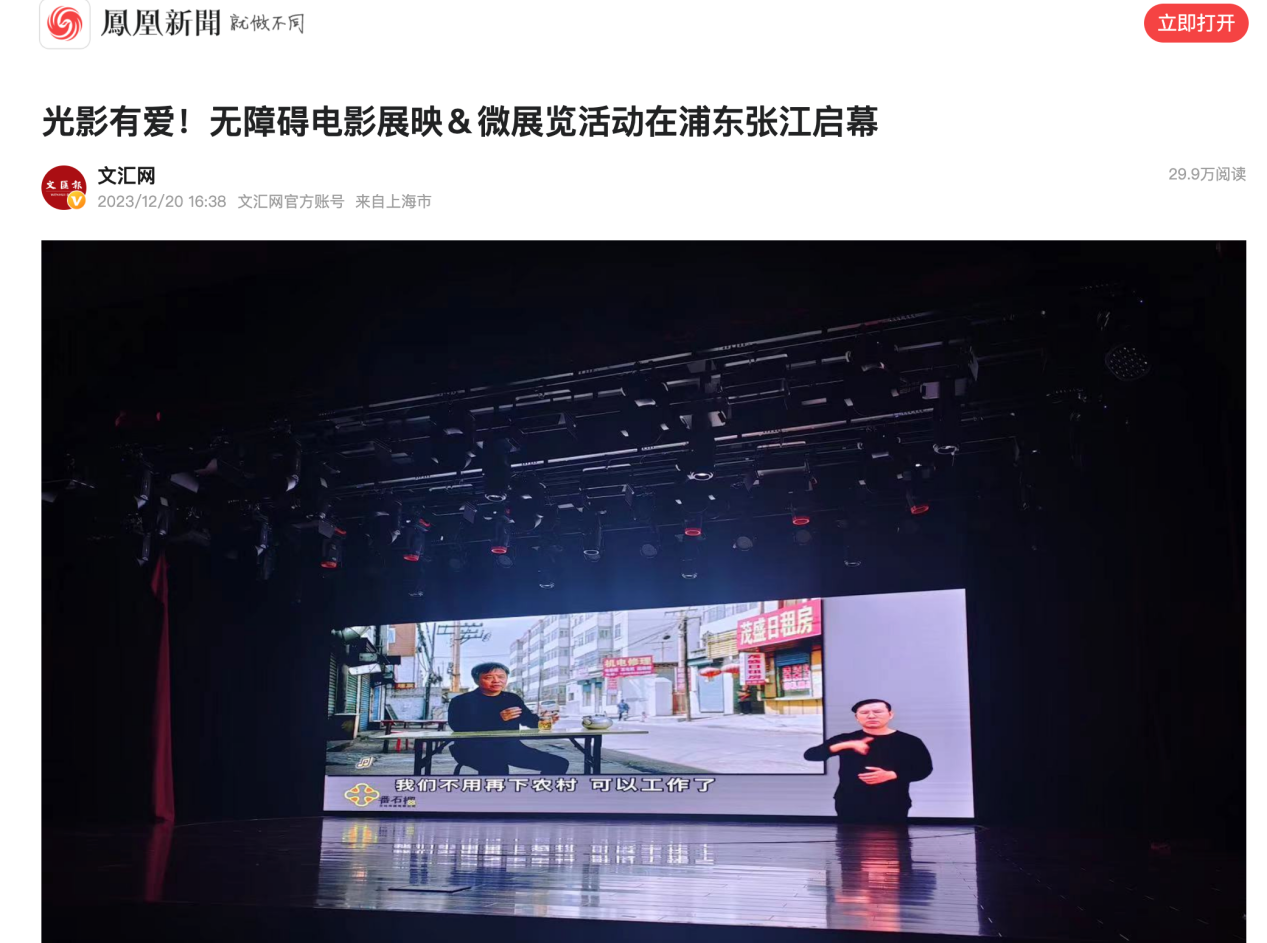 鳳凰新聞 就做不同
立即打开
光影有爱！无障碍电影展映＆微展览活动在浦东张江启幕
文匯報
文汇网
2023/12/20 16:38 文汇网官方账号 来自上海市
29.9万阅读
茂盛日租房
机电修理
我们不用再下农村 可以工作了